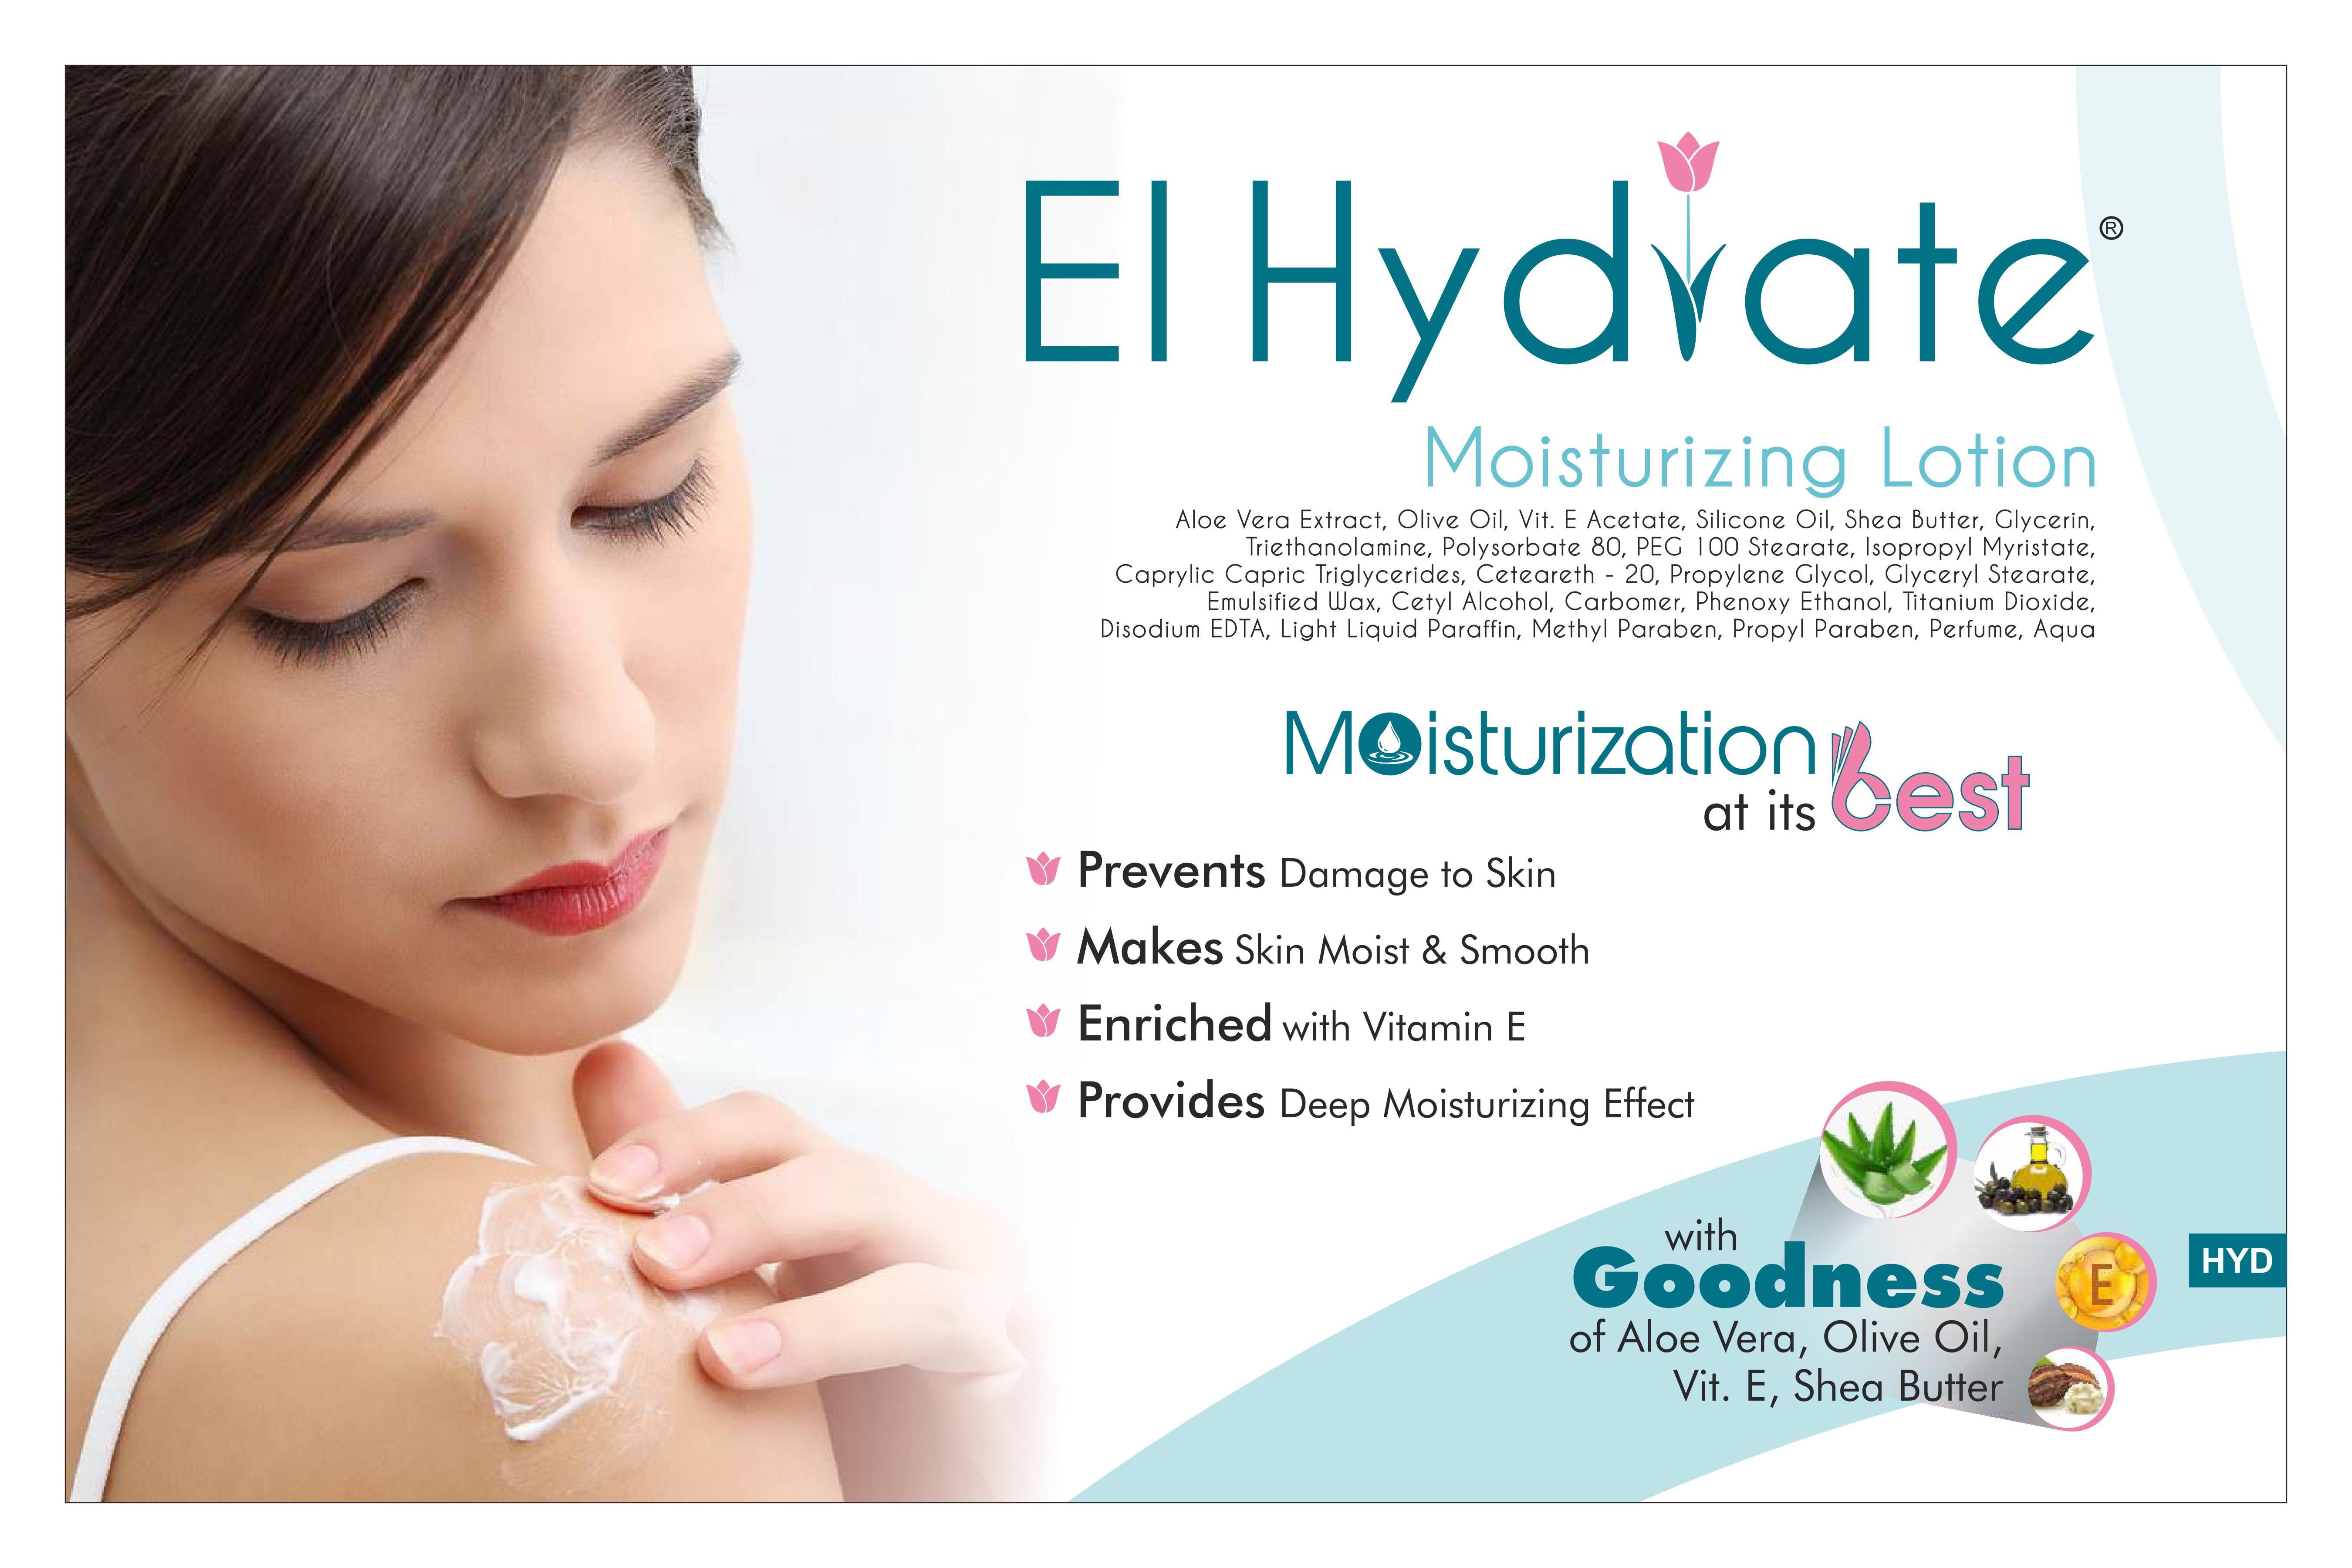 El Hydrate®
Moisturizing Lotion
Aloe Vera Extract, Olive Oil, Vit. E Acetate, Silicone Oil, Shea Butter, Glycerin,
Triethanolamine, Polysorbate 80, PEG 100 Stearate, Isopropyl Myristate,
Caprylic Capric Triglycerides, Ceteareth - 20, Propylene Glycol, Glyceryl Stearate,
Emulsified Wax, Cetyl Alcohol, Carbomer, Phenoxy Ethanol, Titanium Dioxide,
Disodium EDTA, Light Liquid Paraffin, Methyl Paraben, Propyl Paraben, Perfume, Aqua
Moisturization
at its best
Prevents Damage to Skin
Makes Skin Moist & Smooth
Enriched with Vitamin E
Provides Deep Moisturizing Effect
with
Goodness
of Aloe Vera, Olive Oil,
Vit. E, Shea Butter
E
HYD